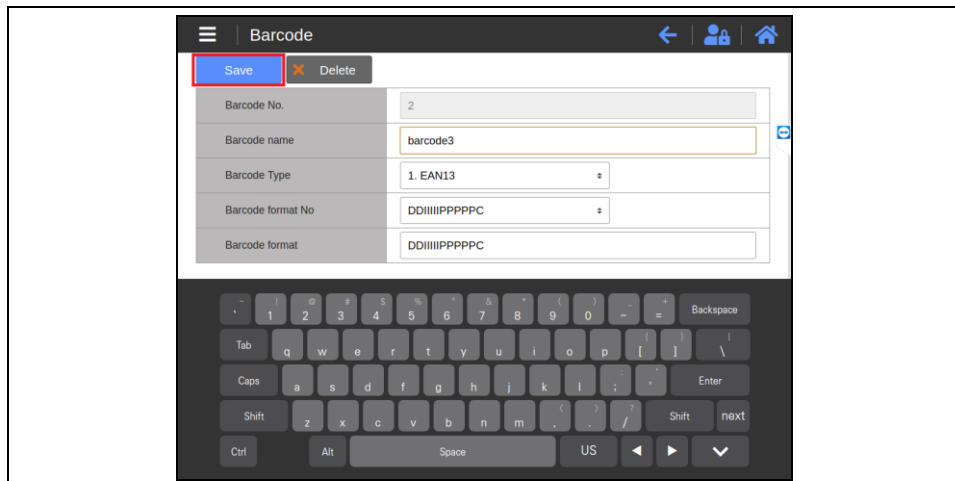 Barcode
Save Delete
Barcode No. 2
Barcode name barcode3
Barcode Type 1. EAN13
Barcode format No DDIIIIIPPPPPC
Barcode format DDIIIIIPPPPPC
~ ! @ # $ % ^ & * ( ) _ +
` 1 2 3 4 5 6 7 8 9 0 - = Backspace
Tab q w e r t y u i o p [ ] \
Caps a s d f g h j k l ; ' Enter
Shift z x c v b n m , . / Shift next
Ctrl Alt Space US